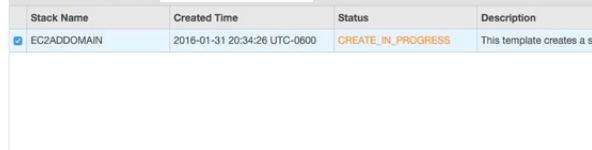 Stack Name Created Time Status Description
EC2ADDOMAIN 2016-01-31 20:34:26 UTC-0600 CREATE_IN_PROGRESS This template creates a s